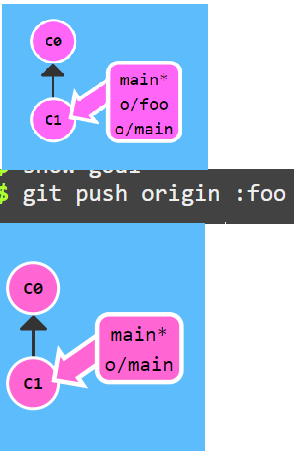 C0
main*
o/foo
C1
o/main
$ show goal
$ git push origin :foo
C0
main*
o/main
C1